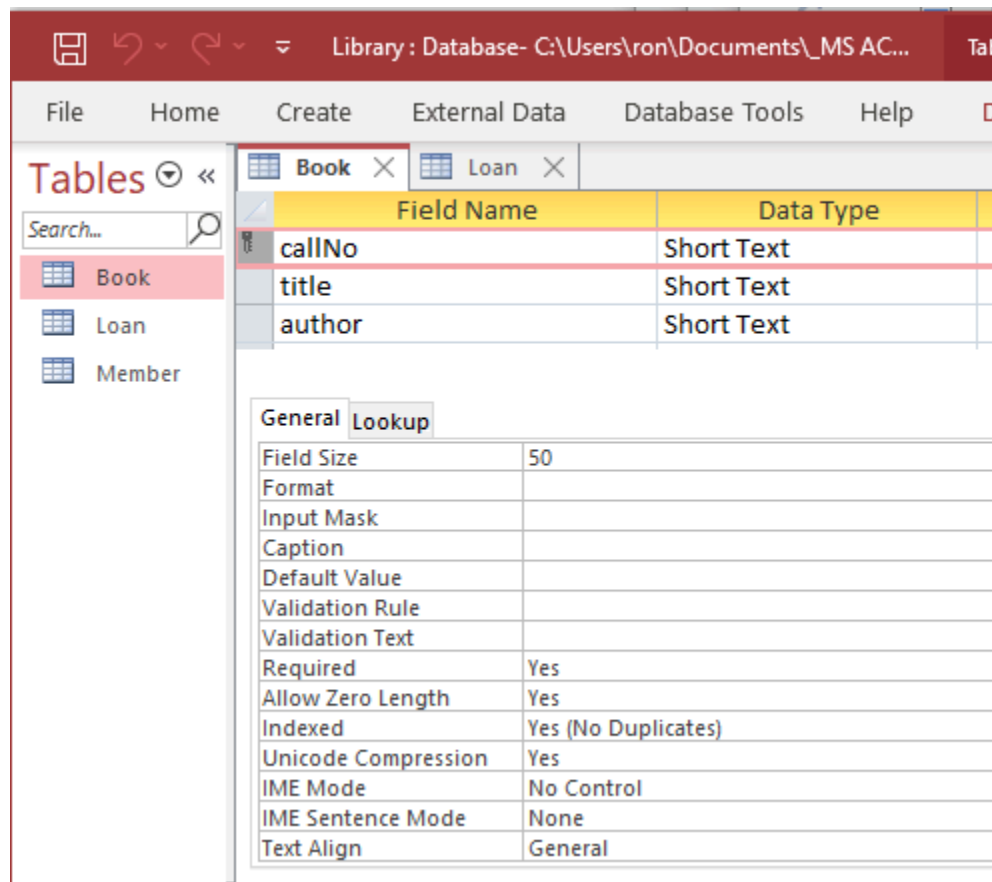 Library : Database- C:\Users\ron\Documents\_MS AC...
File Home Create External Data Database Tools Help
Tables «
Search...
Book
Loan
Member
Book Loan
Field Name Data Type
callNo Short Text
title Short Text
author Short Text
General Lookup
Field Size 50
Format
Input Mask
Caption
Default Value
Validation Rule
Validation Text
Required Yes
Allow Zero Length Yes
Indexed Yes (No Duplicates)
Unicode Compression Yes
IME Mode No Control
IME Sentence Mode None
Text Align General